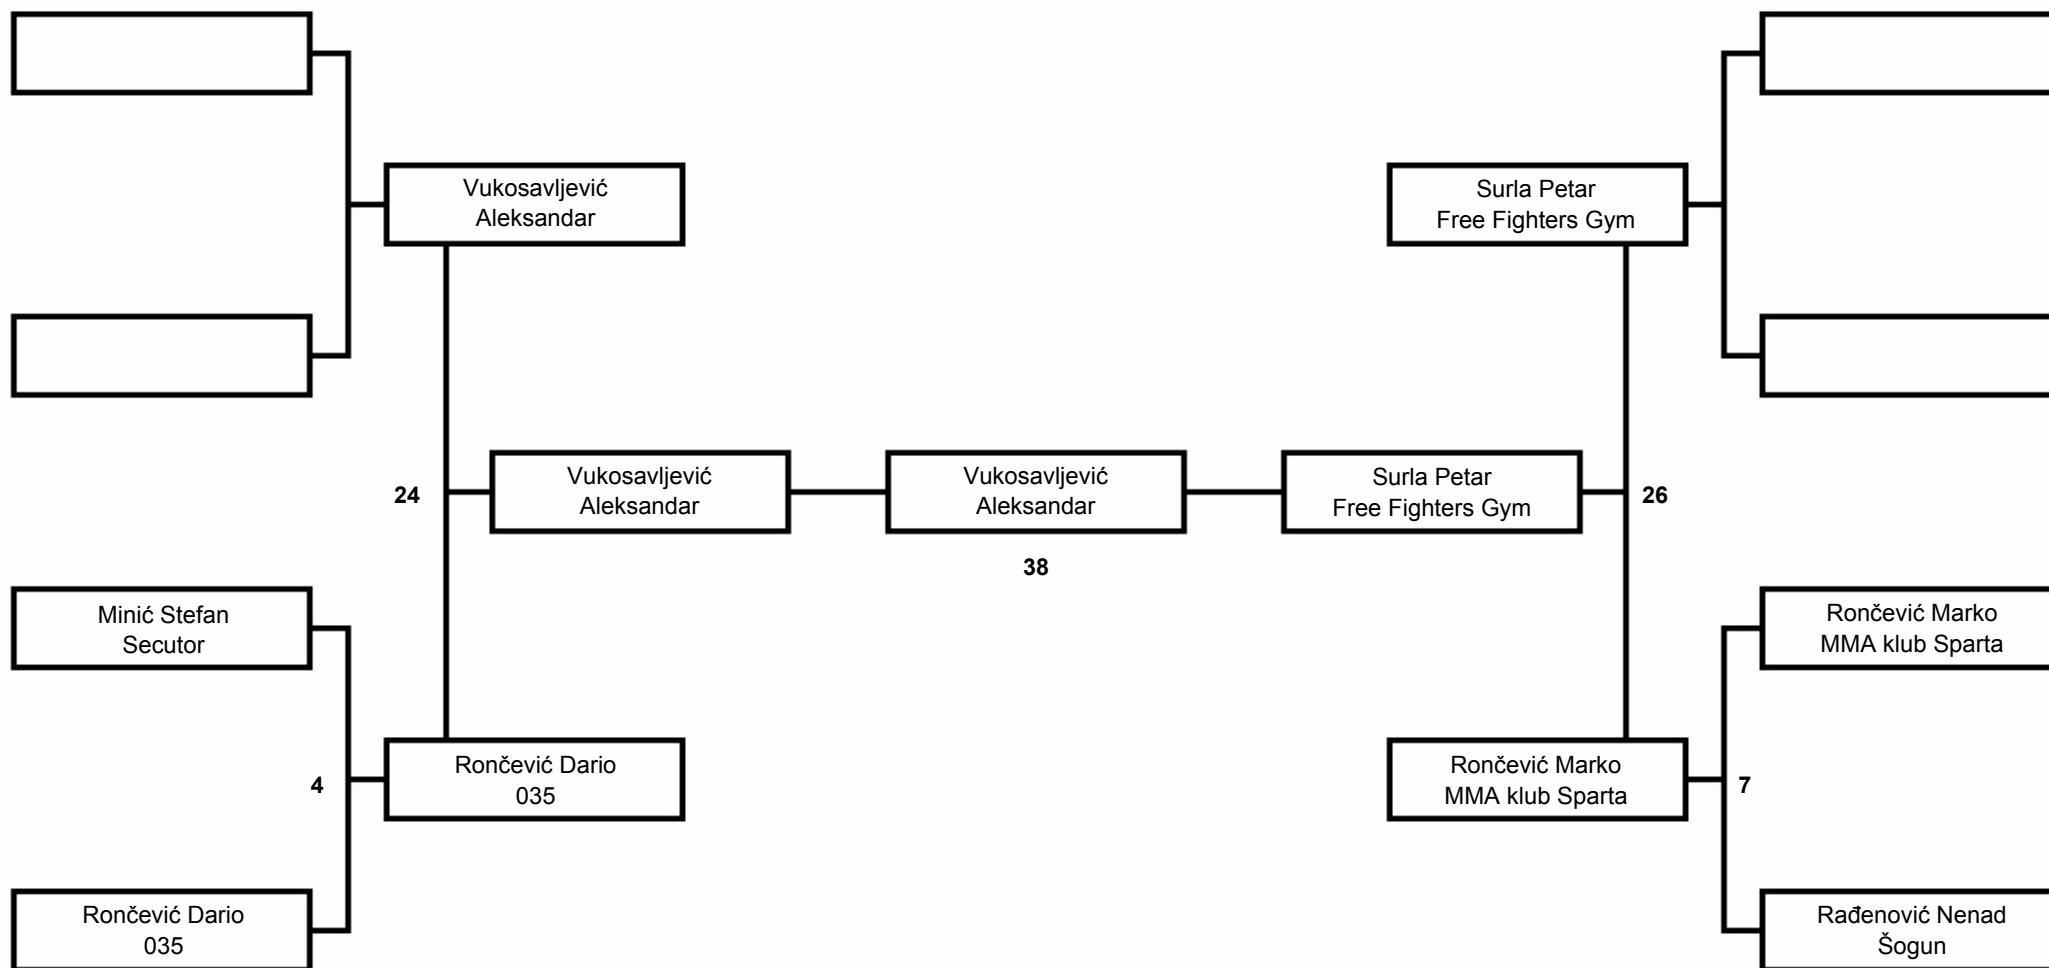 Vukosavljević
Aleksandar
Surla Petar
Free Fighters Gym
24
Vukosavljević
Aleksandar
Vukosavljević
Aleksandar
38
Surla Petar
Free Fighters Gym
26
Minić Stefan
Secutor
Rončević Marko
MMA klub Sparta
4
Rončević Dario
035
Rončević Marko
MMA klub Sparta
7
Rončević Dario
035
Rađenović Nenad
Šogun